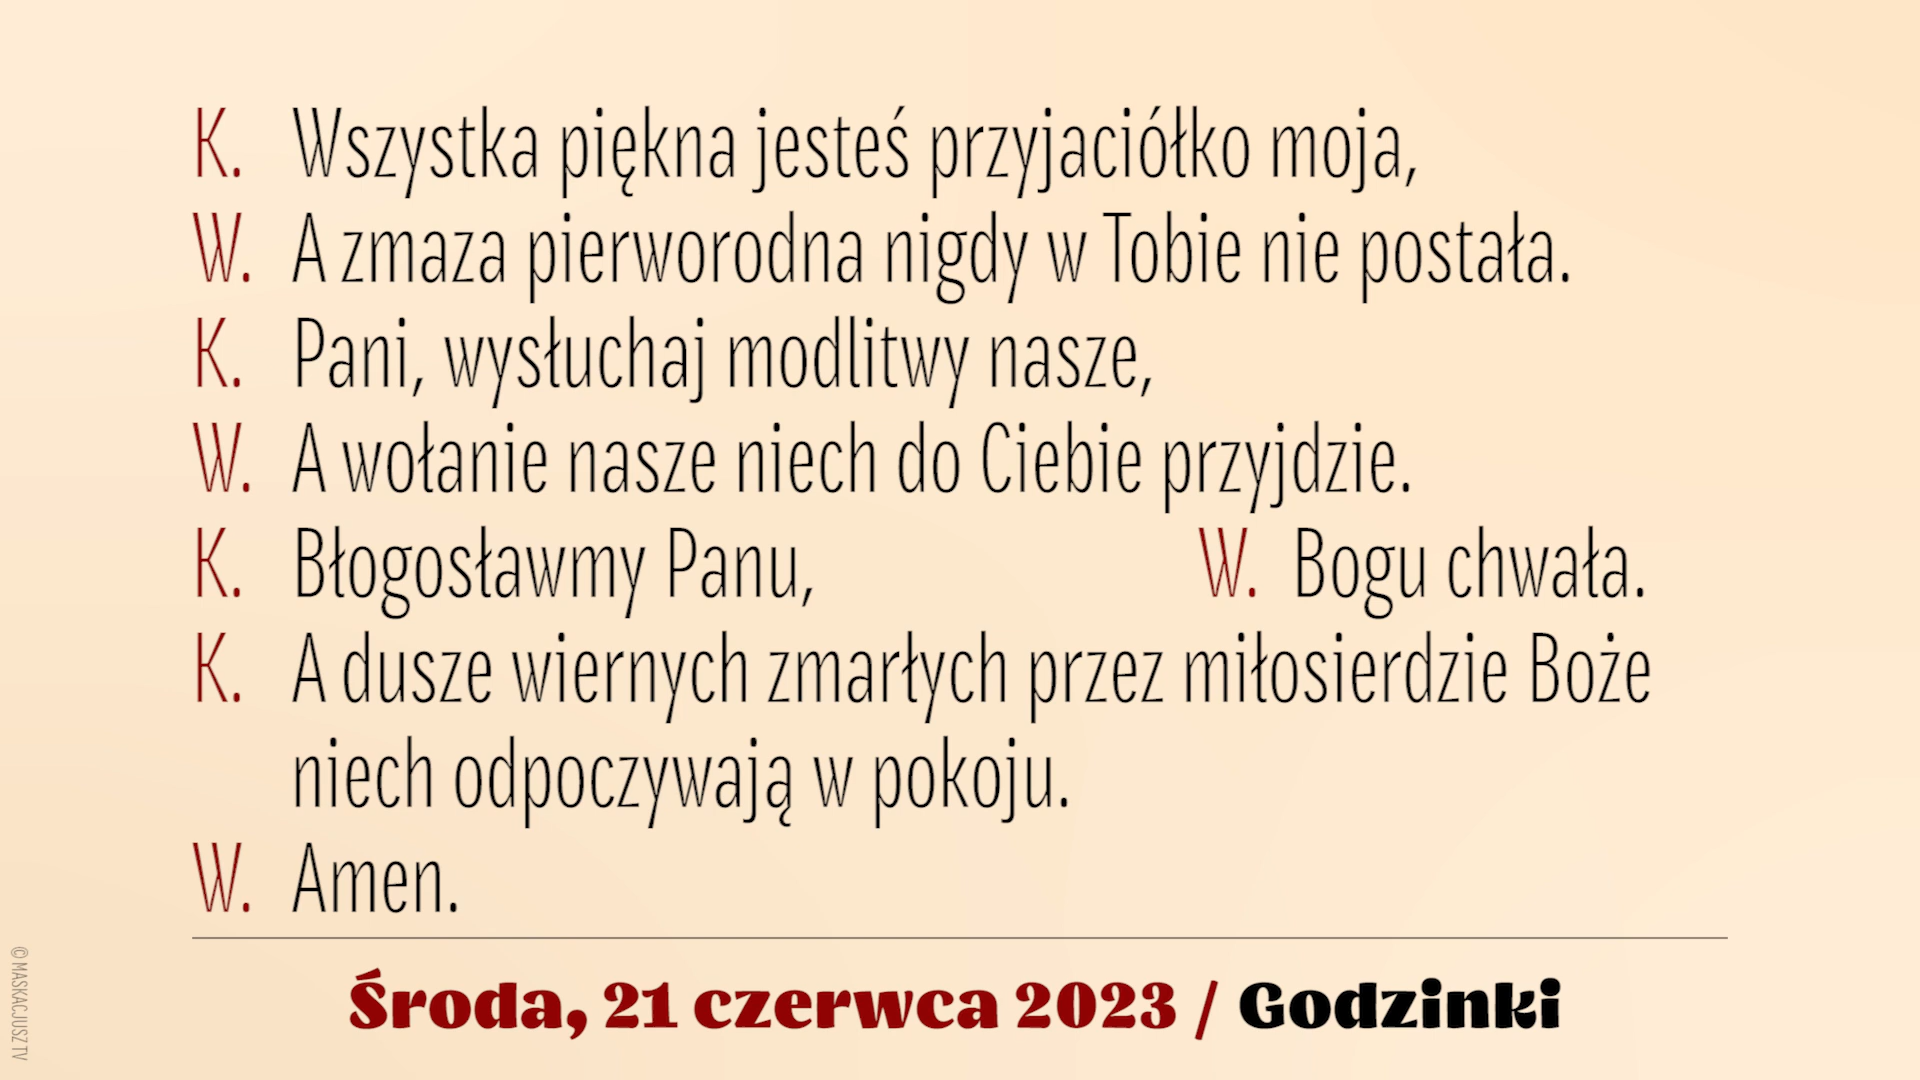 K. Wszystka piękna jesteś przyjaciółko moja,
W. A zmaza pierworodna nigdy w Tobie nie postała.
K. Pani, wysłuchaj modlitwy nasze,
W. A wołanie nasze niech do Ciebie przyjdzie.
K. Błogosławmy Panu, W. Bogu chwała.
K. A dusze wiernych zmarłych przez miłosierdzie Boże
niech odpoczywają w pokoju.
W. Amen.
Środa, 21 czerwca 2023 / Godzinki
© MASKACJUSZ TV